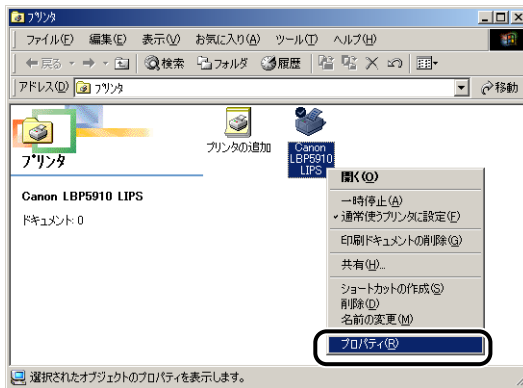 プリンタ
ファイル(F) 編集(E) 表示(V) お気に入り(A) ツール(T) ヘルプ(H)
戻る 検索 フォルダ 履歴
アドレス(D) プリンタ 移動
プリンタ
Canon LBP5910 LIPS
ドキュメント: 0
プリンタの追加
Canon
LBP5910
LIPS
開く(O)
一時停止(A)
通常使うプリンタに設定(F)
印刷ドキュメントの削除(G)
共有(H)...
ショートカットの作成(S)
削除(D)
名前の変更(M)
プロパティ(R)
選択されたオブジェクトのプロパティを表示します。